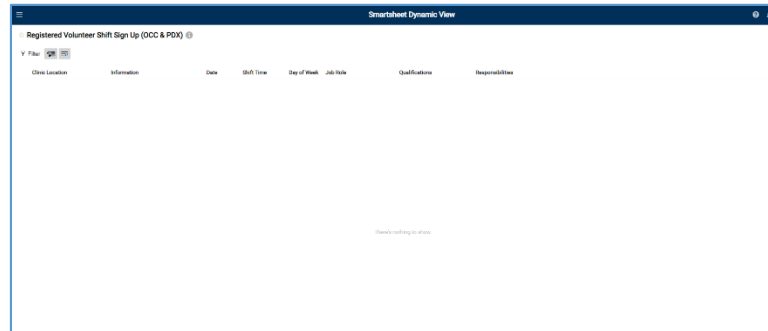 Smartsheet Dynamic View
Registered Volunteer Shift Sign Up (OCC & PDX)
Filter
Clinic Location Information Date Shift Time Day of Week Job Role Qualifications Responsibilities
There's nothing to show.